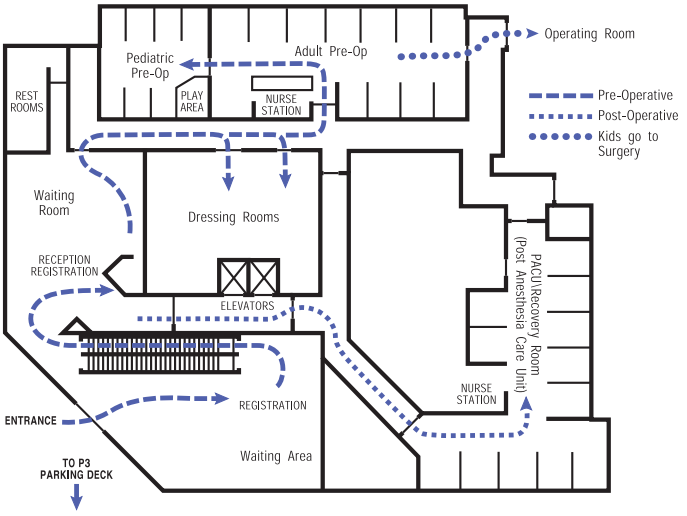 Pediatric
Pre-Op
Adult Pre-Op
Operating Room
REST
ROOMS
PLAY
AREA
NURSE
STATION
Pre-Operative
Post-Operative
Kids go to
Surgery
Waiting
Room
Dressing Rooms
RECEPTION
REGISTRATION
ELEVATORS
PACU\Recovery Room
(Post Anesthesia Care Unit)
NURSE
STATION
REGISTRATION
ENTRANCE
Waiting Area
TO P3
PARKING DECK